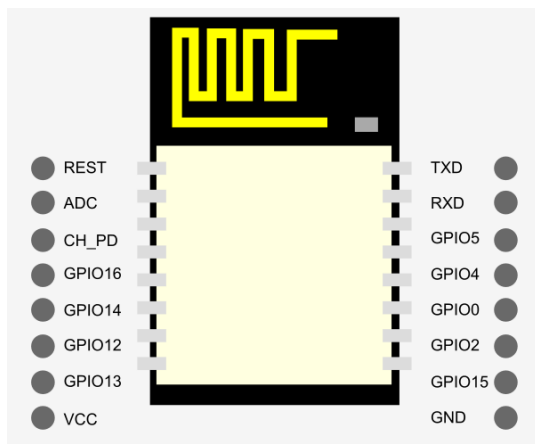 REST
ADC
CH_PD
GPIO16
GPIO14
GPIO12
GPIO13
VCC
TXD
RXD
GPIO5
GPIO4
GPIO0
GPIO2
GPIO15
GND